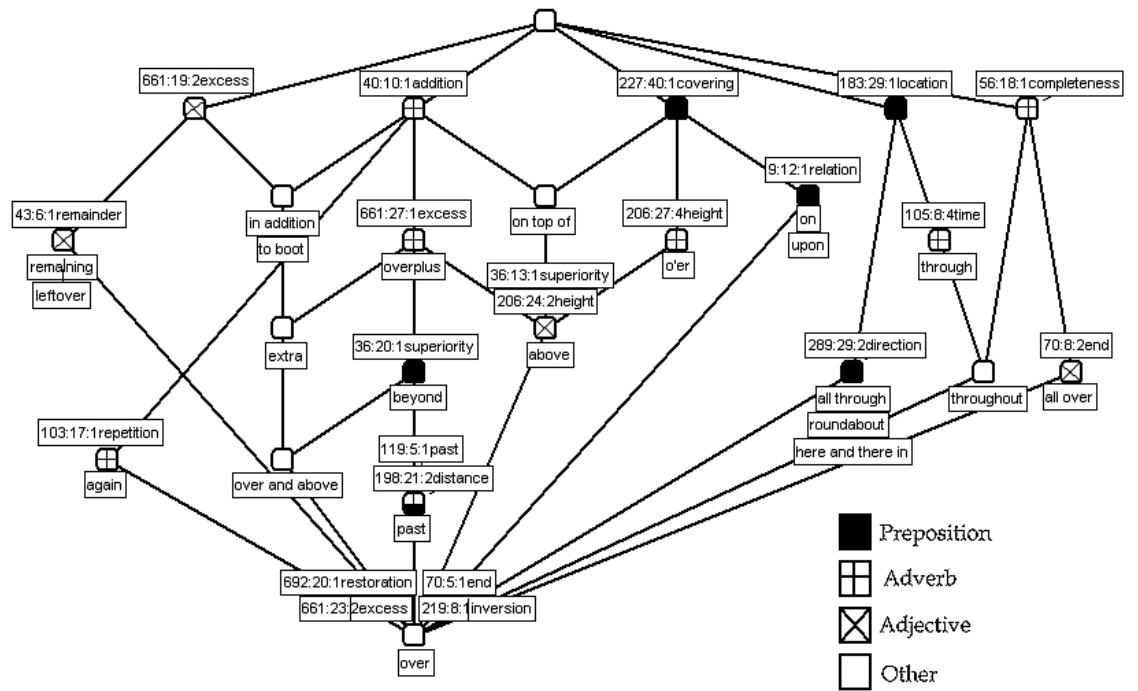 661:19:2excess
40:10:1addition
227:40:1covering
183:29:1location
56:18:1completeness
9:12:1relation
43:6:1remainder
in addition
661:27:1excess
on top of
206:27:4height
on
105:8:4time
to boot
upon
remaining
overplus
o'er
through
leftover
36:13:1superiority
206:24:2height
36:20:1superiority
289:29:2direction
70:8:2end
extra
above
beyond
all through
throughout
all over
roundabout
103:17:1repetition
119:5:1past
here and there in
again
over and above
198:21:2distance
past
Preposition
692:20:1restoration
70:5:1end
Adverb
661:23:2excess
219:8:1inversion
Adjective
over
Other